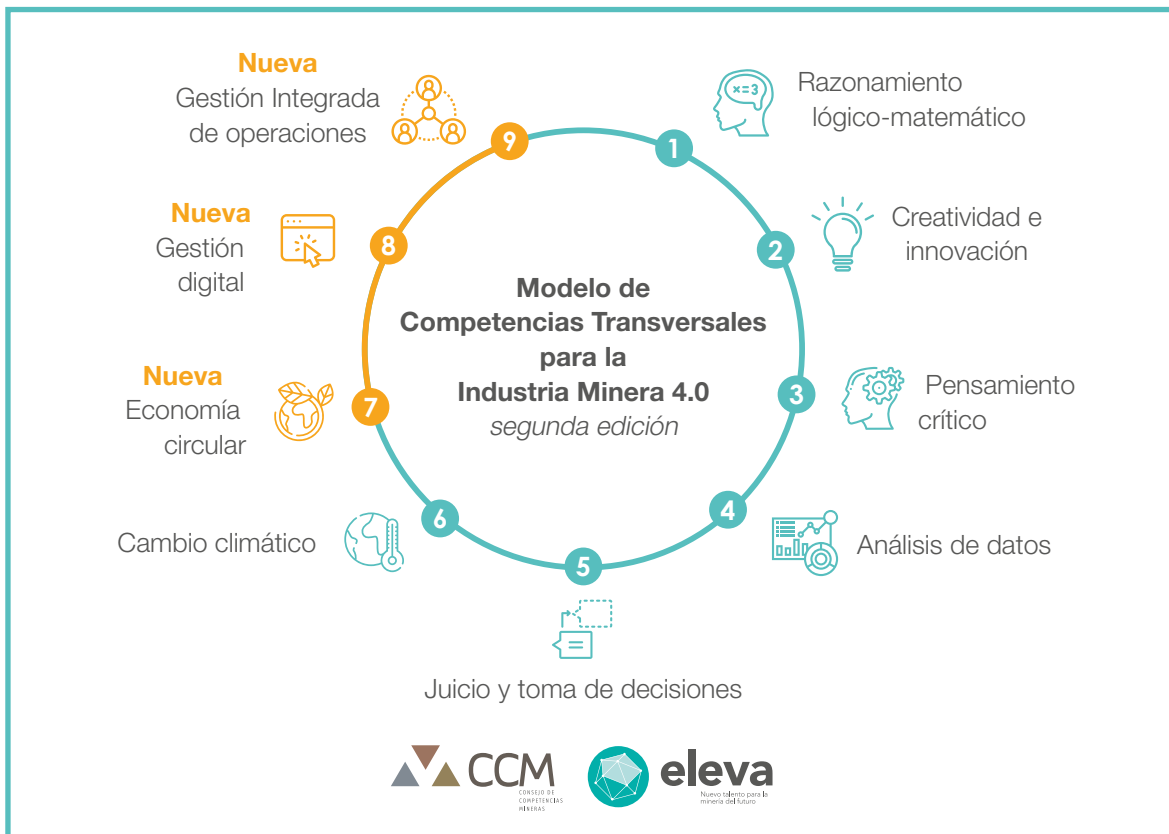 Nueva
Gestión Integrada
de operaciones
9
1
x=3
Razonamiento
lógico-matemático
Nueva
Gestión
digital
8
2
Creatividad e
innovación
Modelo de
Competencias Transversales
para la
Industria Minera 4.0
segunda edición
Nueva
Economía
circular
7
3
Pensamiento
crítico
Cambio climático
6
4
Análisis de datos
5
Juicio y toma de decisiones
CCM
CONSEJO DE
COMPETENCIAS
MINERAS
eleva
Nuevo talento para la
minería del futuro